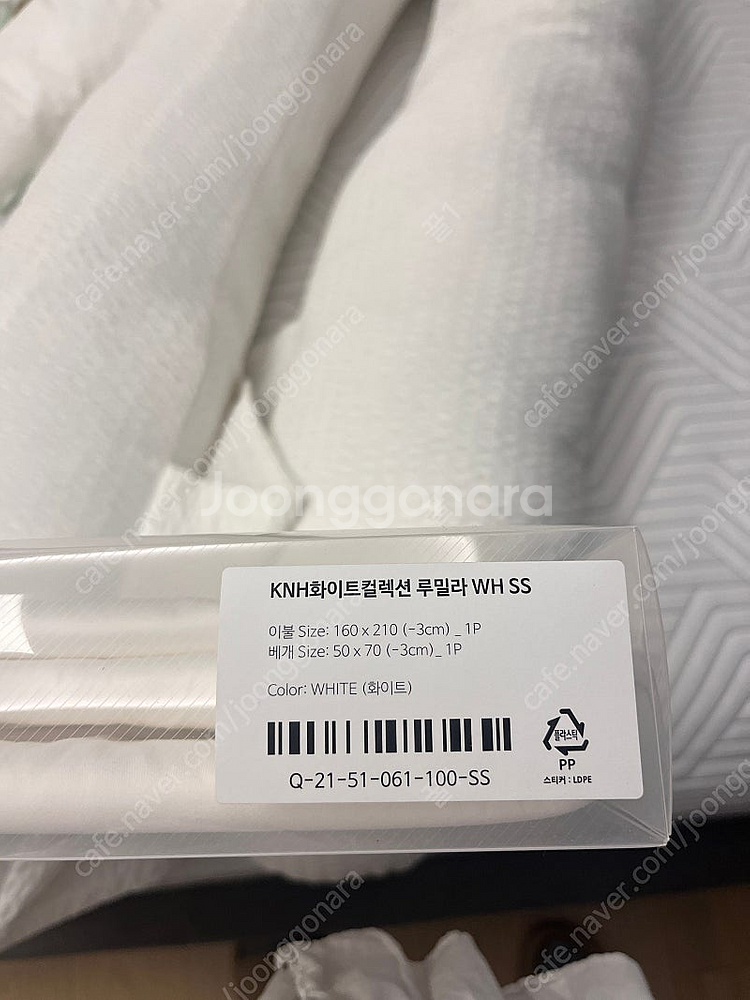 Joonggonara
cafe.naver.com/joonggonara
KNH화이트컬렉션 루밀라 WH SS
이불 Size: 160 x 210 (-3cm) _ 1P
베개 Size: 50 x 70 (-3cm)_ 1P
Color: WHITE (화이트)
Q-21-51-061-100-SS
플라스틱
PP
스티커 : LDPE